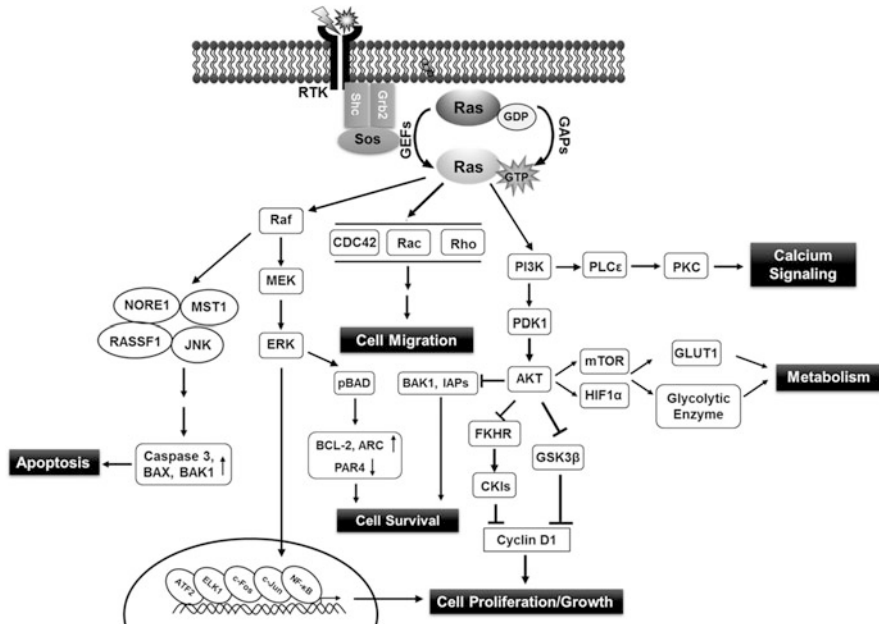 RTK
Shc
Grb2
Sos
GEFs
Ras
GDP
GAPs
Ras
GTP
Raf
CDC42
Rac
Rho
MEK
PI3K
PLCε
PKC
Calcium
Signaling
NORE1
MST1
RASSF1
JNK
ERK
Cell Migration
PDK1
pBAD
BAK1, IAPs
AKT
mTOR
HIF1α
GLUT1
Glycolytic
Enzyme
Metabolism
Apoptosis
Caspase 3,
BAX, BAK1
BCL-2, ARC
PAR4
FKHR
GSK3β
CKIs
Cell Survival
Cyclin D1
ATF2
ELK1
c-Fos
c-Jun
NF-κB
Cell Proliferation/Growth